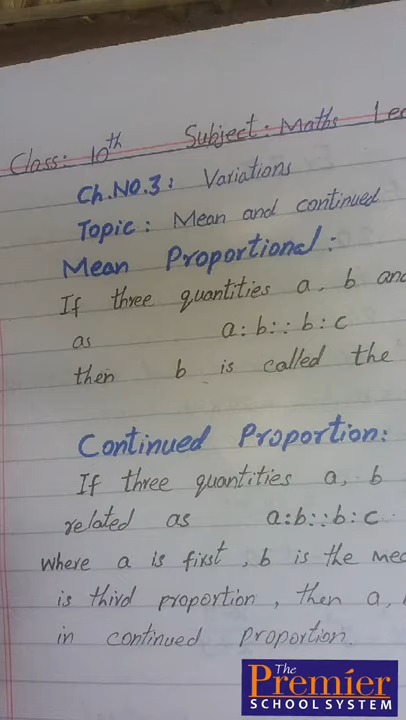 Class: 10th Subject: Maths
Ch.NO.3: Variations
Topic: Mean and continued
Mean Proportional:
If three quantities a, b and
as a:b::b:c
then b is called the
Continued Proportion:
If three quantities a, b
related as a:b::b:c.
where a is first, b is the
is third proportion, then a,
in continued proportion.
The
Premier
SCHOOL SYSTEM